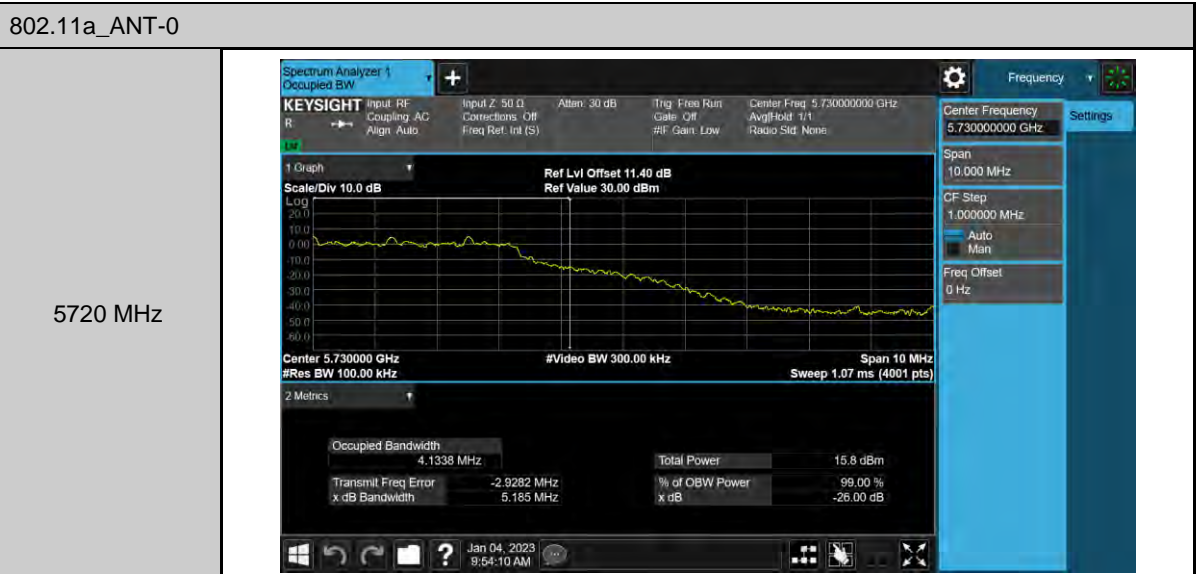 802.11a_ANT-0
5720 MHz
Spectrum Analyzer 1
Occupied BW
Frequency
KEYSIGHT
R
Input: RF
Coupling: AC
Align: Auto
Input Z: 50 Ω
Corrections: Off
Freq Ref: Int (S)
Atten: 30 dB
Trig: Free Run
Gate: Off
#IF Gain: Low
Center Freq: 5.730000000 GHz
Avg|Hold: 1/1
Radio Std: None
Center Frequency
5.730000000 GHz
Settings
Span
10.000 MHz
CF Step
1.000000 MHz
Auto
Man
Freq Offset
0 Hz
1 Graph
Scale/Div 10.0 dB
Ref Lvl Offset 11.40 dB
Ref Value 30.00 dBm
Log
20.0
10.0
0.00
-10.0
-20.0
-30.0
-40.0
-50.0
-60.0
Center 5.730000 GHz
#Res BW 100.00 kHz
#Video BW 300.00 kHz
Span 10 MHz
Sweep 1.07 ms (4001 pts)
2 Metrics
Occupied Bandwidth
4.1338 MHz
Total Power 15.8 dBm
Transmit Freq Error -2.9282 MHz
% of OBW Power 99.00 %
x dB Bandwidth 5.185 MHz
x dB -26.00 dB
?
Jan 04, 2023
9:54:10 AM